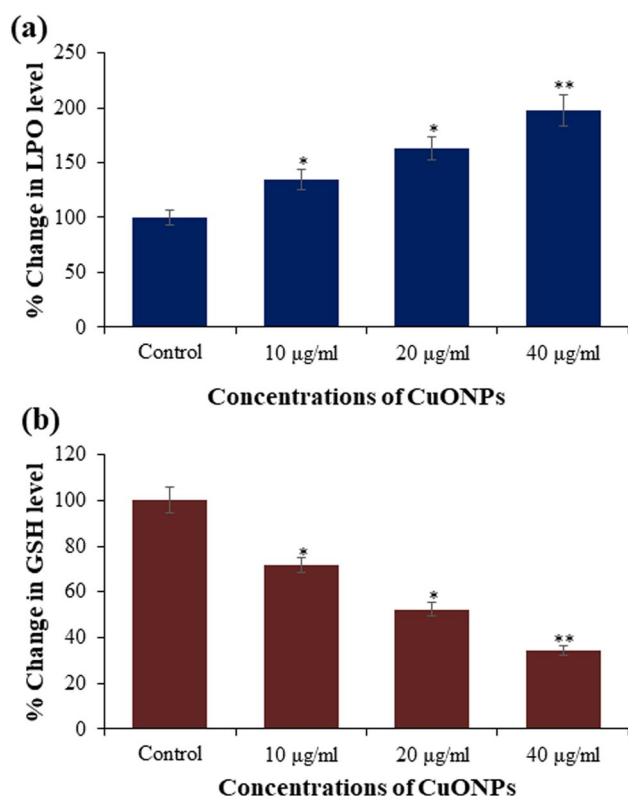 (a)
% Change in LPO level
250
200
150
100
50
0
*
*
**
Control
10 µg/ml
20 µg/ml
40 µg/ml
Concentrations of CuONPs
(b)
% Change in GSH level
120
100
80
60
40
20
0
*
*
**
Control
10 µg/ml
20 µg/ml
40 µg/ml
Concentrations of CuONPs